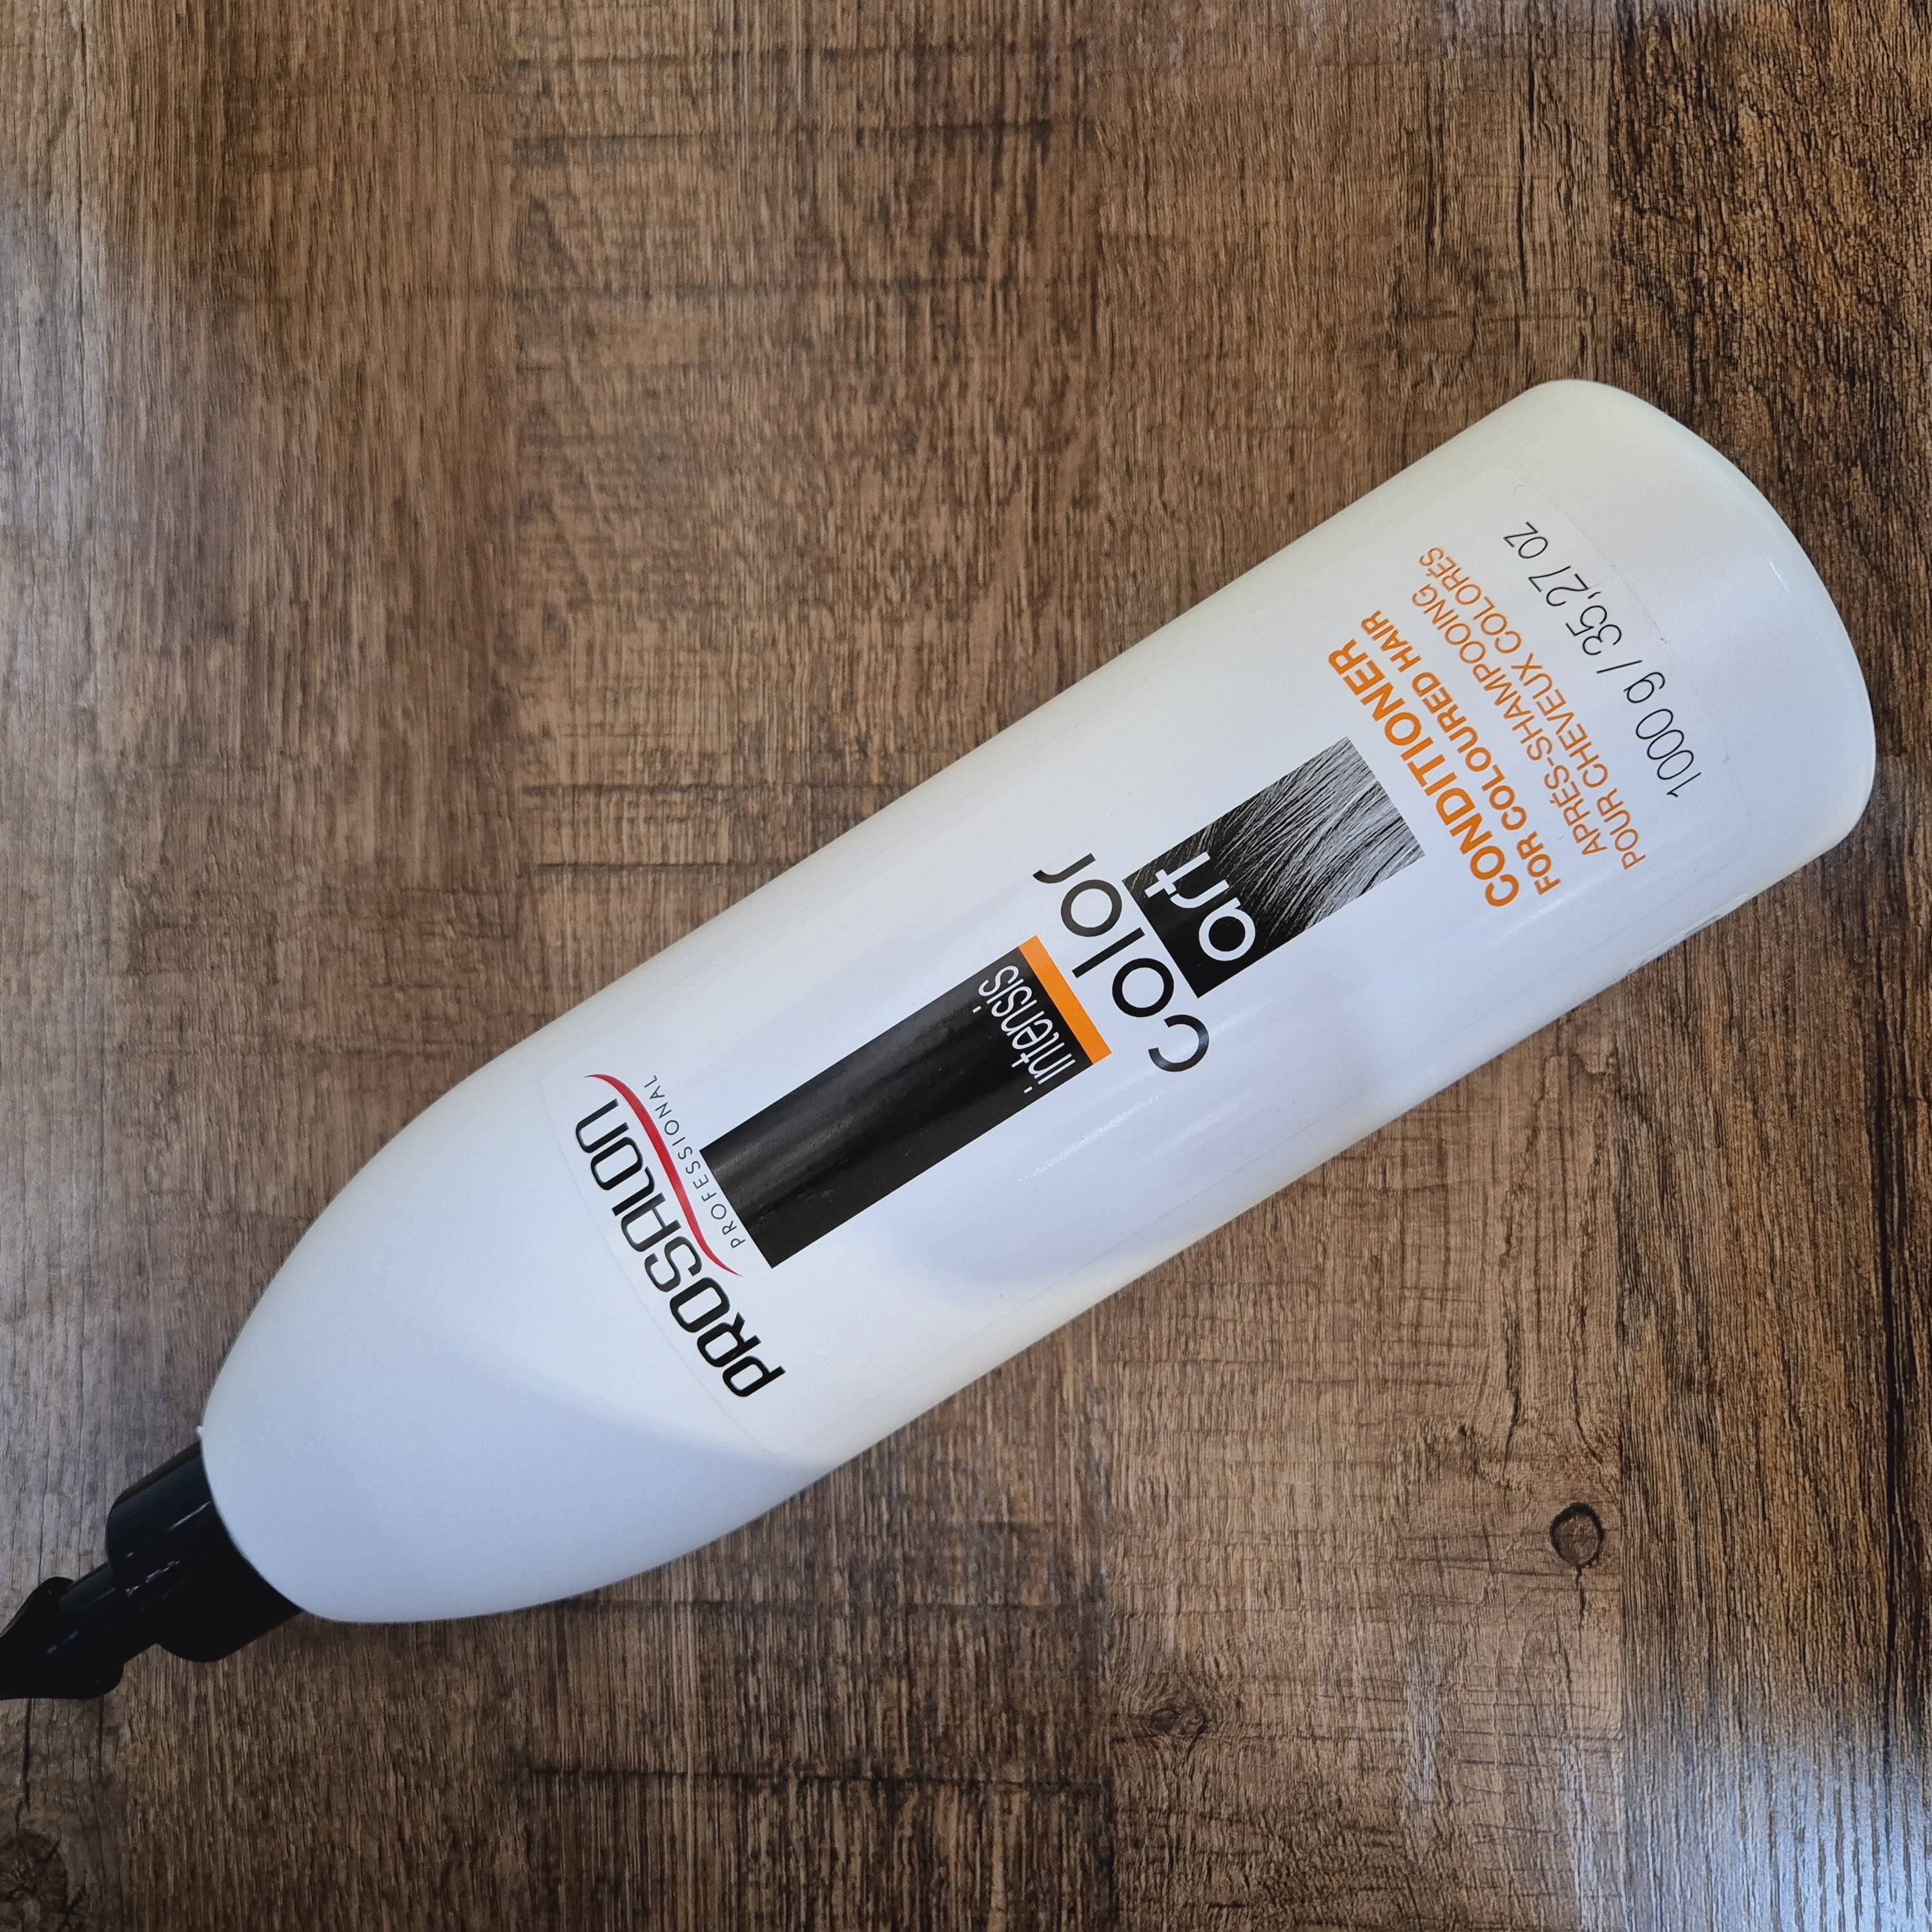 PROSALON
PROFESSIONAL
intensis
color
art
CONDITIONER
FOR COLOURED HAIR
APRÉS-SHAMPOOING
POUR CHEVEUX COLORÉS
1000 g / 35,27 OZ